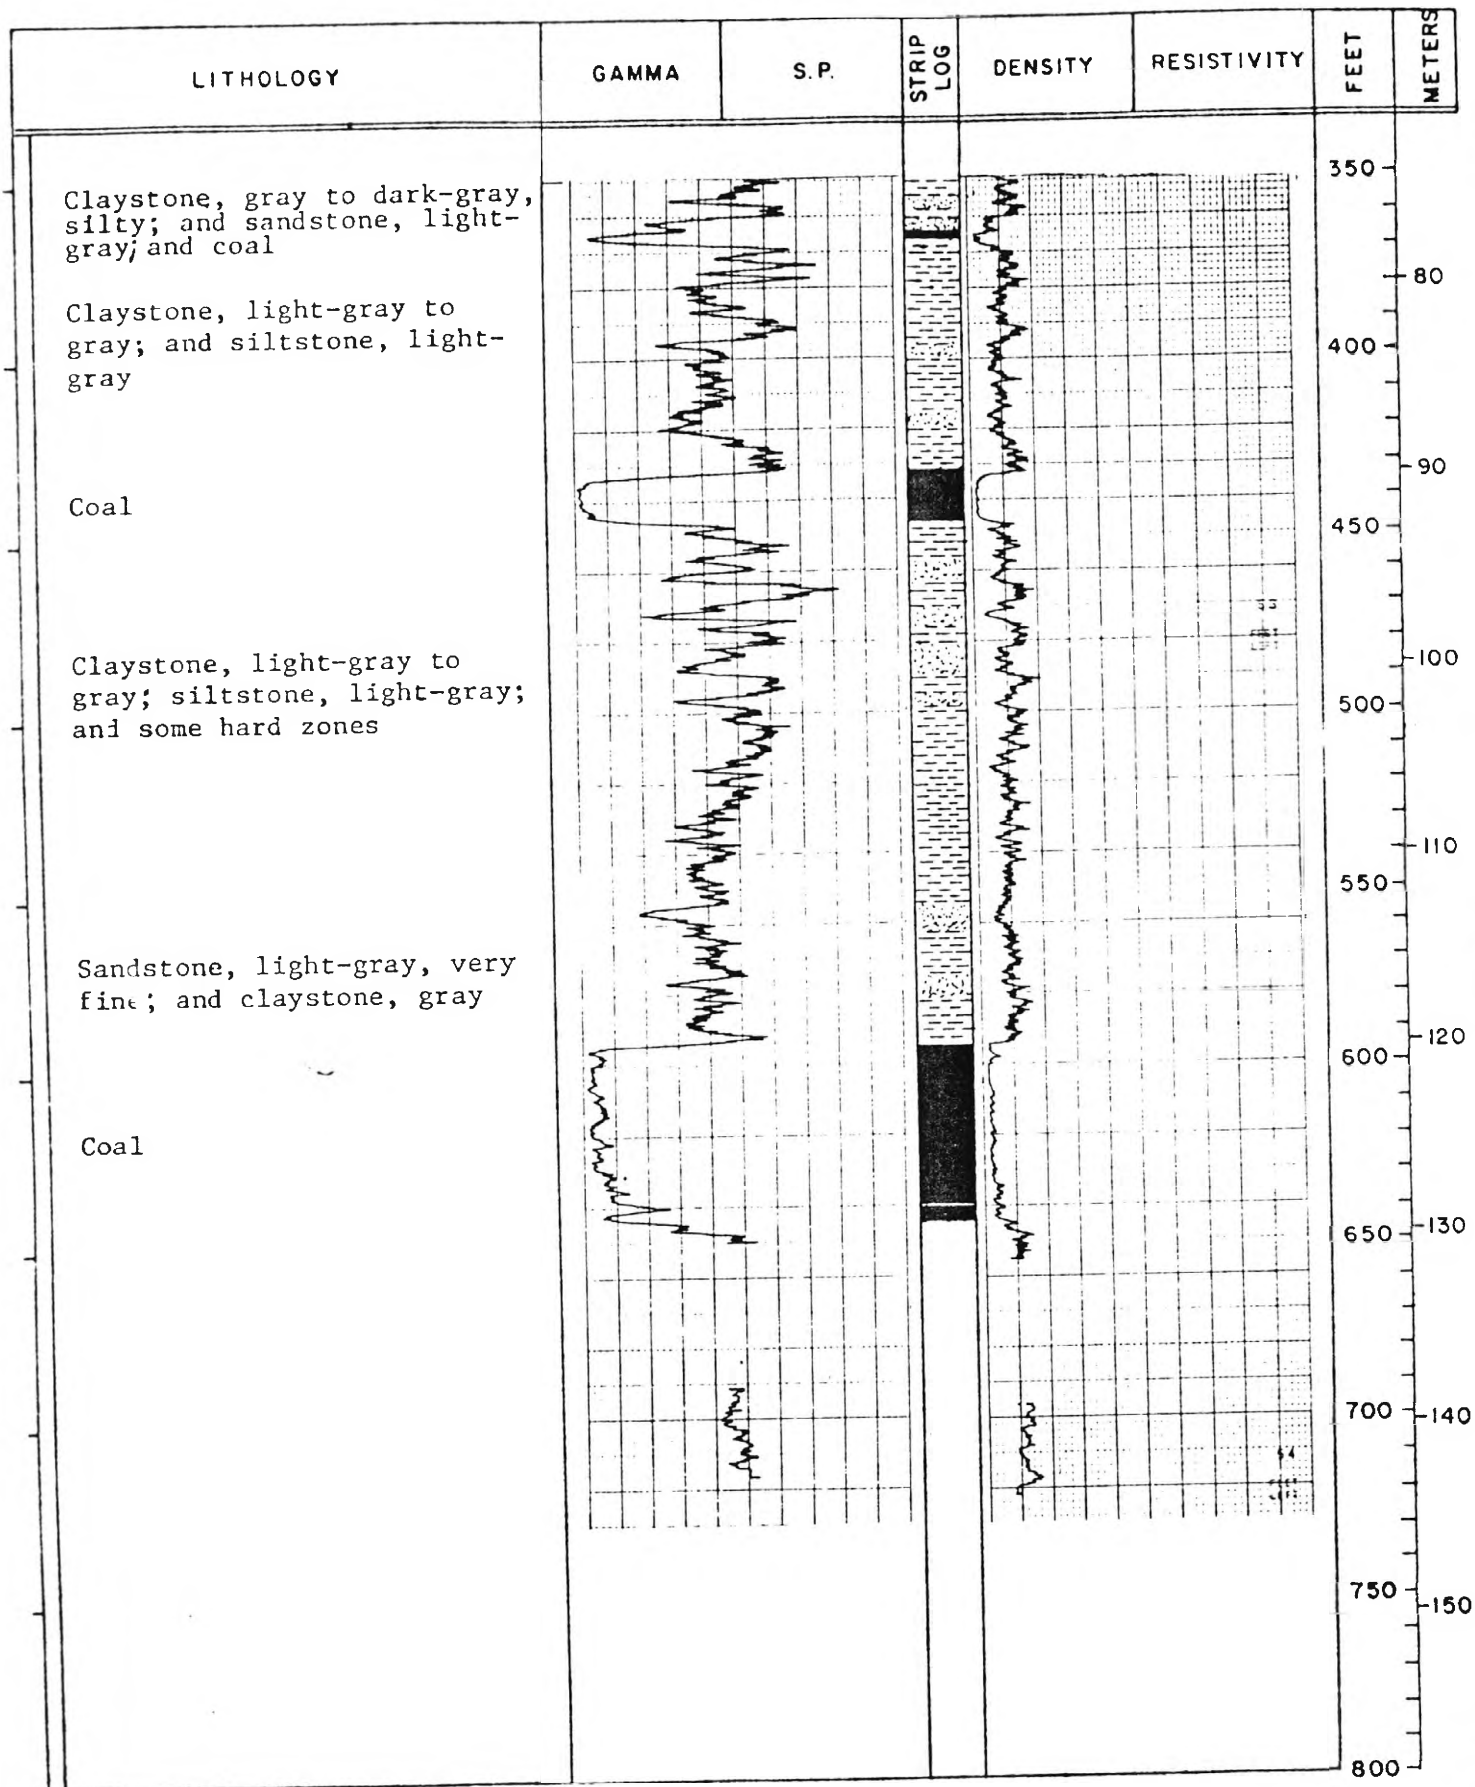 LITHOLOGY
GAMMA
S.P.
STRIP LOG
DENSITY
RESISTIVITY
FEET
METERS
Claystone, gray to dark-gray,
silty; and sandstone, light-
gray; and coal
Claystone, light-gray to
gray; and siltstone, light-
gray
Coal
Claystone, light-gray to
gray; siltstone, light-gray;
and some hard zones
Sandstone, light-gray, very
fine; and claystone, gray
Coal
350
400
450
500
550
600
650
700
750
800
80
90
100
110
120
130
140
150